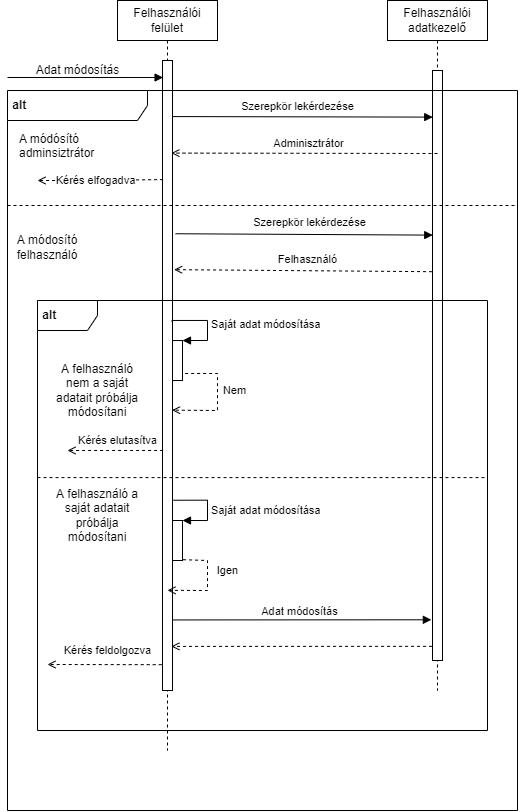 Felhasználói
felület
Felhasználói
adatkezelő
Adat módosítás
alt
Szerepkör lekérdezése
A módósító
adminsiztrátor
Adminisztrátor
Kérés elfogadva
Szerepkör lekérdezése
A módosító
felhasználó
Felhasználó
alt
Saját adat módosítása
A felhasználó
nem a saját
adatait próbálja
módosítani
Nem
Kérés elutasítva
A felhasználó a
saját adatait
próbálja
módosítani
Saját adat módosítása
Igen
Adat módosítás
Kérés feldolgozva